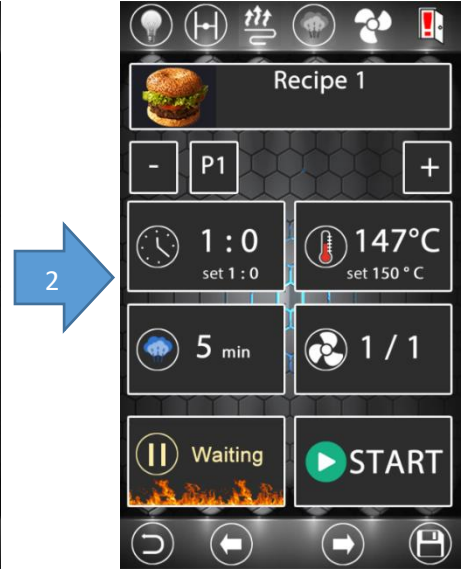 Recipe 1
- P1 +
1 : 0
set 1 : 0
147°C
set 150 ° C
2
5 min
1 / 1
Waiting
START